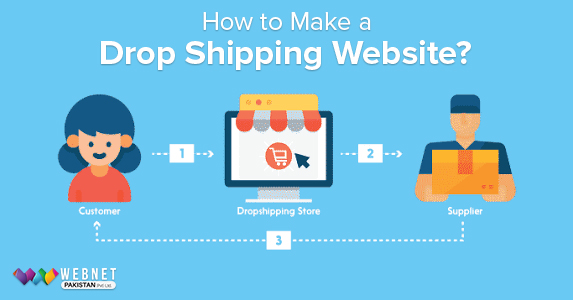 How to Make a
Drop Shipping Website?
1
2
Customer
Dropshipping Store
Supplier
3
WEBNET
PAKISTAN Pvt Ltd.